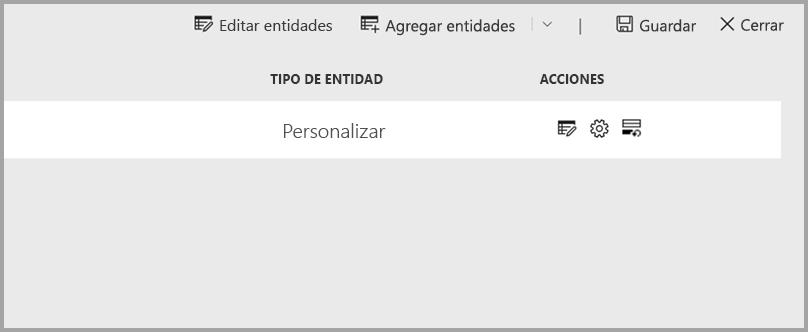 Editar entidades Agregar entidades | Guardar Cerrar
TIPO DE ENTIDAD ACCIONES
Personalizar